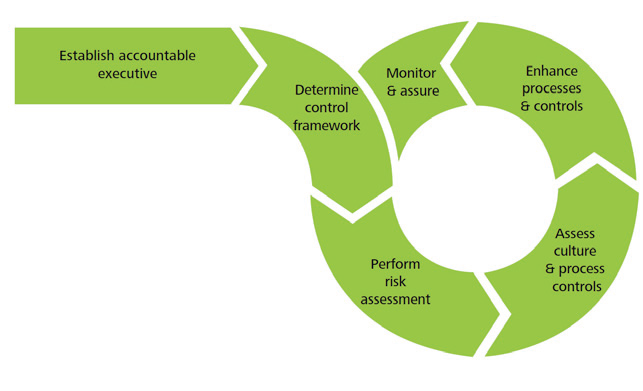 Establish accountable
executive
Determine
control
framework
Perform
risk
assessment
Assess
culture
& process
controls
Enhance
processes
& controls
Monitor
& assure